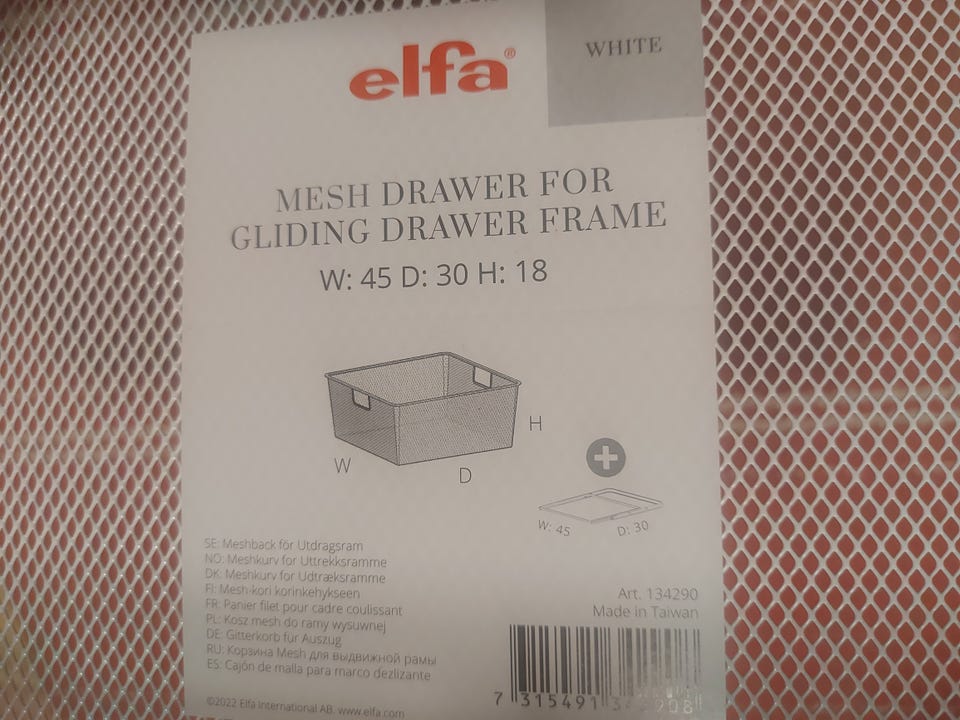 elfa®
WHITE
MESH DRAWER FOR
GLIDING DRAWER FRAME
W: 45 D: 30 H: 18
H
W
D
W: 45
D: 30
SE: Meshback för Utdragsram
NO: Meshkurv for Uttrekksramme
DK: Meshkurv for Udtræksramme
FI: Mesh-kori korinkehykseen
FR: Panier filet pour cadre coulissant
PL: Kosz mesh do ramy wysuwnej
DE: Gitterkorb für Auszug
RU: Корзина Mesh для выдвижной рамы
ES: Cajón de malla para marco dezlizante
Art. 134290
Made in Taiwan
7 315491
©2022 Elfa International AB. www.elfa.com